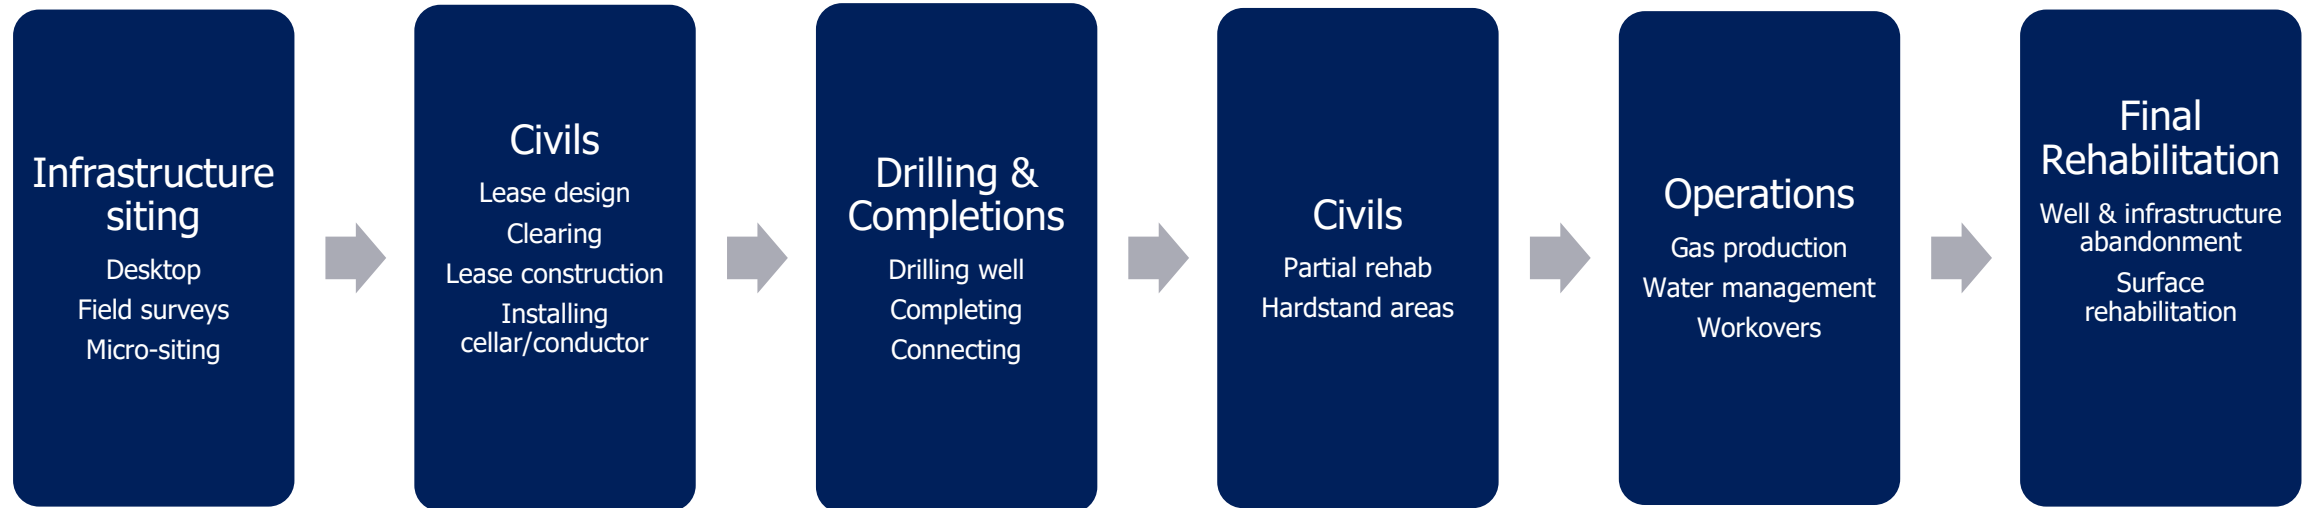 Infrastructure
siting
Desktop
Field surveys
Micro-siting
Civils
Lease design
Clearing
Lease construction
Installing
cellar/conductor
Drilling &
Completions
Drilling well
Completing
Connecting
Civils
Partial rehab
Hardstand areas
Operations
Gas production
Water management
Workovers
Final
Rehabilitation
Well & infrastructure
abandonment
Surface
rehabilitation